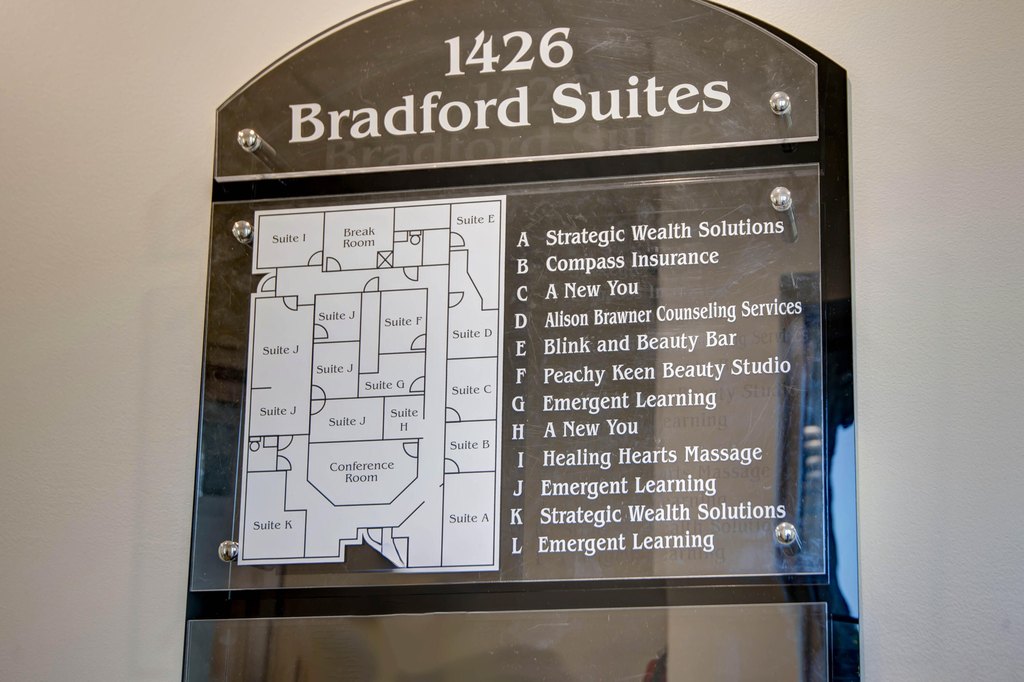 1426
Bradford Suites
Suite I
Break
Room
Suite E
Suite J
Suite F
Suite D
Suite J
Suite J
Suite G
Suite C
Suite J
Suite J
Suite
H
Suite B
Conference
Room
Suite K
Suite A
A Strategic Wealth Solutions
B Compass Insurance
C A New You
D Alison Brawner Counseling Services
E Blink and Beauty Bar
F Peachy Keen Beauty Studio
G Emergent Learning
H A New You
I Healing Hearts Massage
J Emergent Learning
K Strategic Wealth Solutions
L Emergent Learning